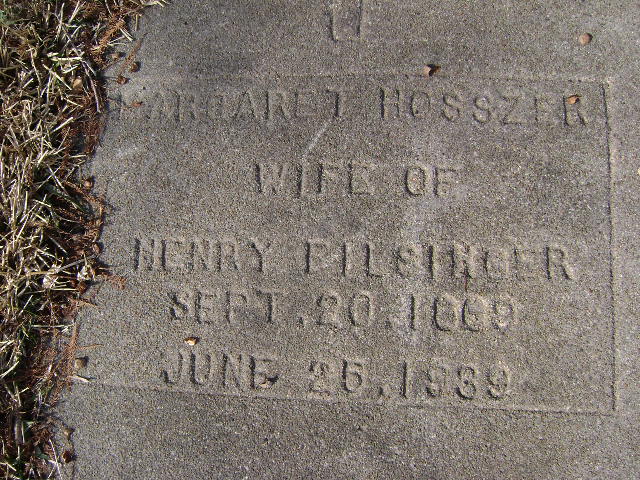 MARGARET HOSSZER
WIFE OF
HENRY
SEPT. 20,
JUNE 25, 1939